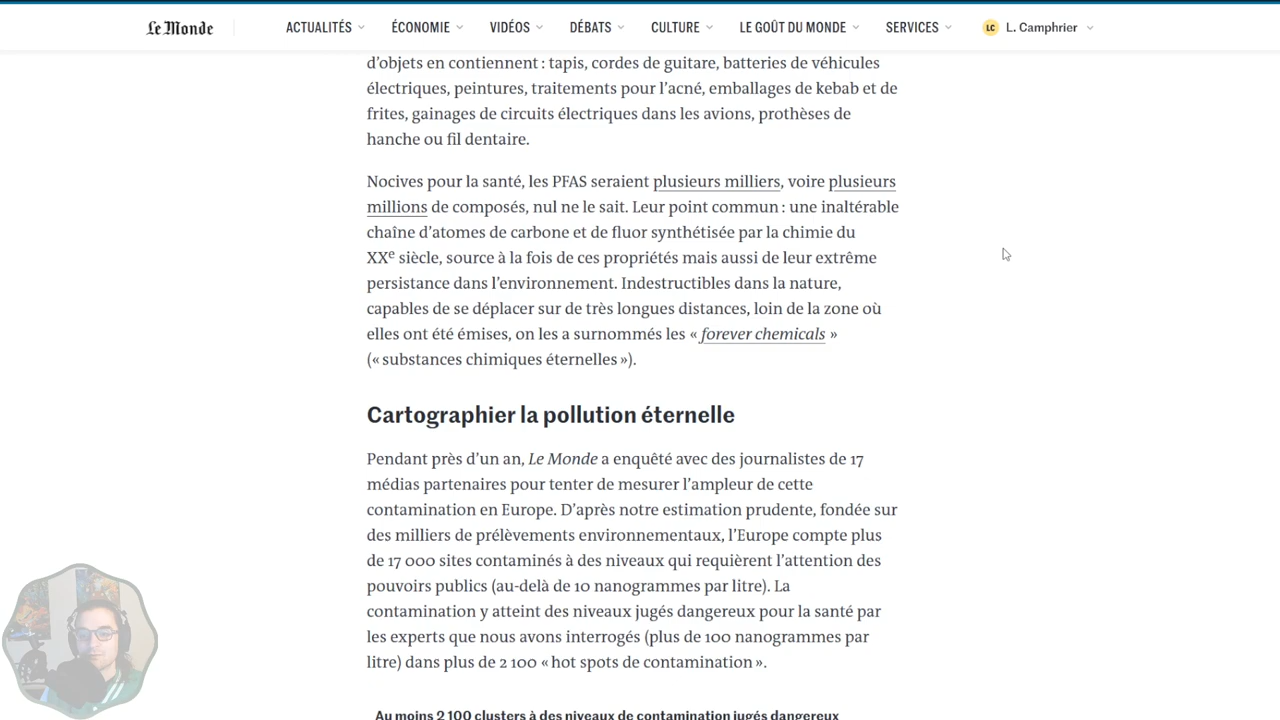 Le Monde
ACTUALITÉS
ÉCONOMIE
VIDÉOS
DÉBATS
CULTURE
LE GOÛT DU MONDE
SERVICES
LC
L. Camphrier
d’objets en contiennent : tapis, cordes de guitare, batteries de véhicules
électriques, peintures, traitements pour l’acné, emballages de kebab et de
frites, gainages de circuits électriques dans les avions, prothèses de
hanche ou fil dentaire.
Nocives pour la santé, les PFAS seraient plusieurs milliers, voire plusieurs
millions de composés, nul ne le sait. Leur point commun : une inaltérable
chaîne d’atomes de carbone et de fluor synthétisée par la chimie du
XXe siècle, source à la fois de ces propriétés mais aussi de leur extrême
persistance dans l’environnement. Indestructibles dans la nature,
capables de se déplacer sur de très longues distances, loin de la zone où
elles ont été émises, on les a surnommés les « forever chemicals »
(« substances chimiques éternelles »).
Cartographier la pollution éternelle
Pendant près d’un an, Le Monde a enquêté avec des journalistes de 17
médias partenaires pour tenter de mesurer l’ampleur de cette
contamination en Europe. D’après notre estimation prudente, fondée sur
des milliers de prélèvements environnementaux, l’Europe compte plus
de 17 000 sites contaminés à des niveaux qui requièrent l’attention des
pouvoirs publics (au-delà de 10 nanogrammes par litre). La
contamination y atteint des niveaux jugés dangereux pour la santé par
les experts que nous avons interrogés (plus de 100 nanogrammes par
litre) dans plus de 2 100 « hot spots de contamination ».
Au moins 2 100 clusters à des niveaux de contamination jugés dangereux